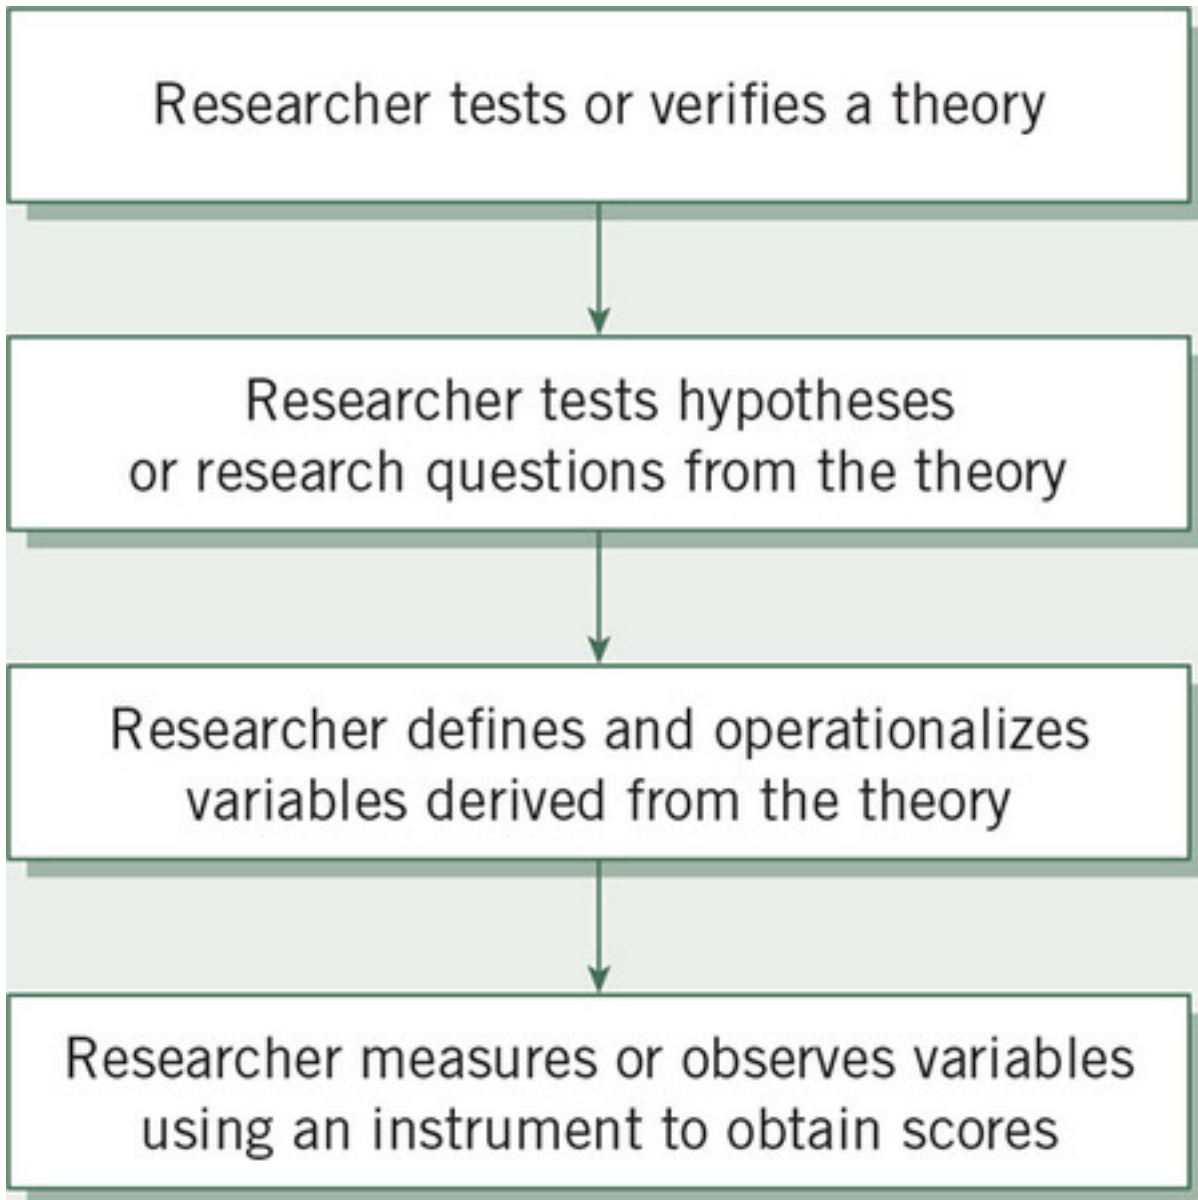 Researcher tests or verifies a theory
Researcher tests hypotheses
or research questions from the theory
Researcher defines and operationalizes
variables derived from the theory
Researcher measures or observes variables
using an instrument to obtain scores